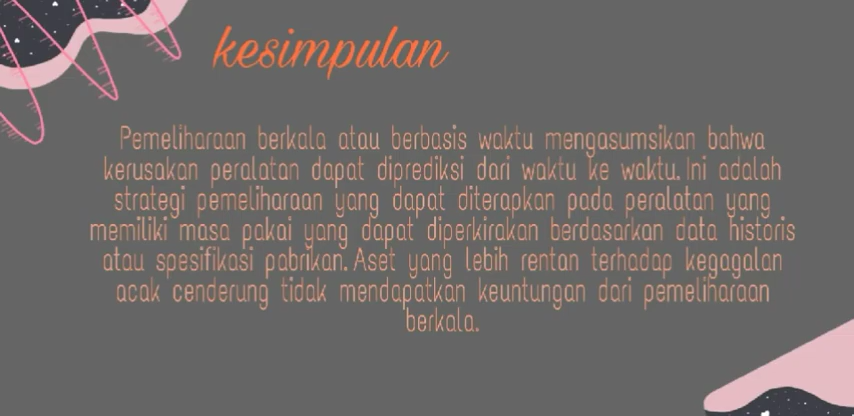 kesimpulan
Pemeliharaan berkala atau berbasis waktu mengasumsikan bahwa
kerusakan peralatan dapat diprediksi dari waktu ke waktu. Ini adalah
strategi pemeliharaan yang dapat diterapkan pada peralatan yang
memiliki masa pakai yang dapat diperkirakan berdasarkan data historis
atau spesifikasi pabrikan. Aset yang lebih rentan terhadap kegagalan
acak cenderung tidak mendapatkan keuntungan dari pemeliharaan
berkala.